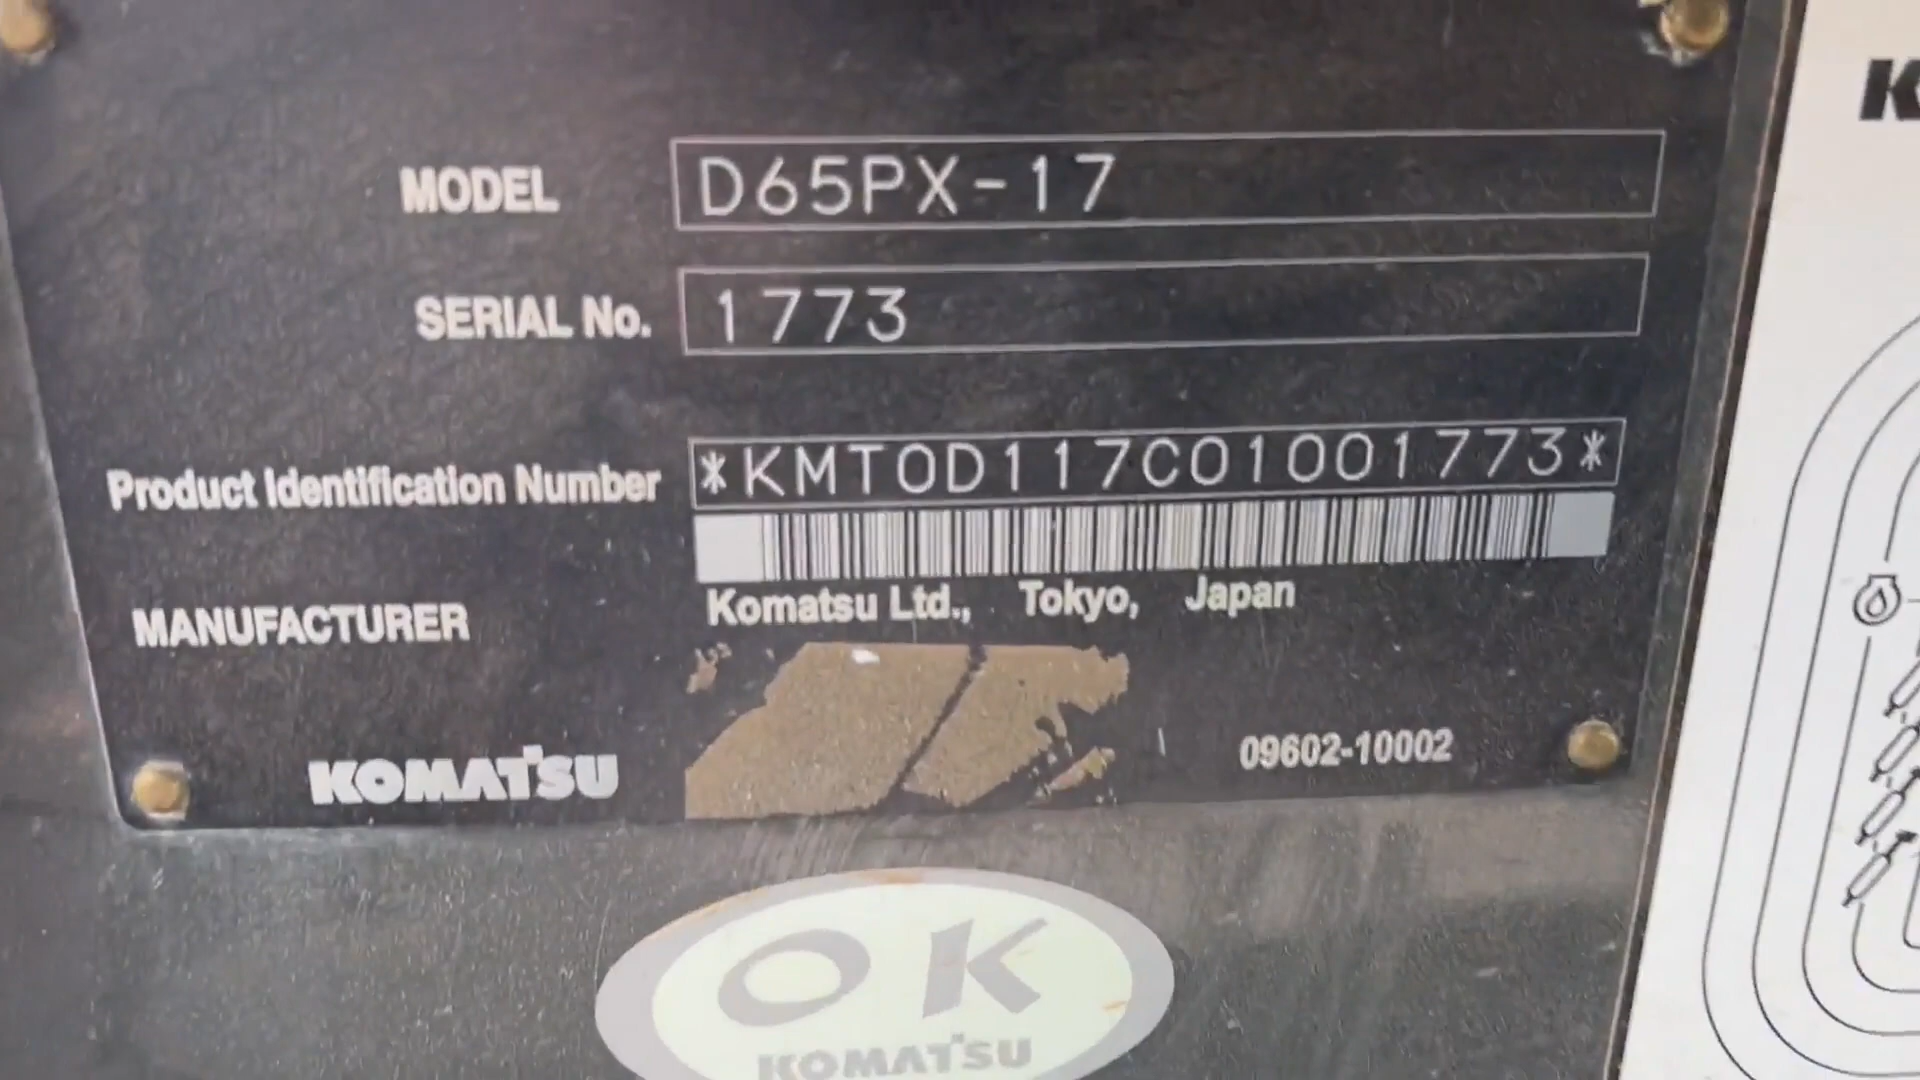 MODEL D65PX-17
SERIAL No. 1773
Product Identification Number *KMT0D117C01001773*
MANUFACTURER Komatsu Ltd., Tokyo, Japan
KOMATSU 09602-10002
OK
KOMATSU
K